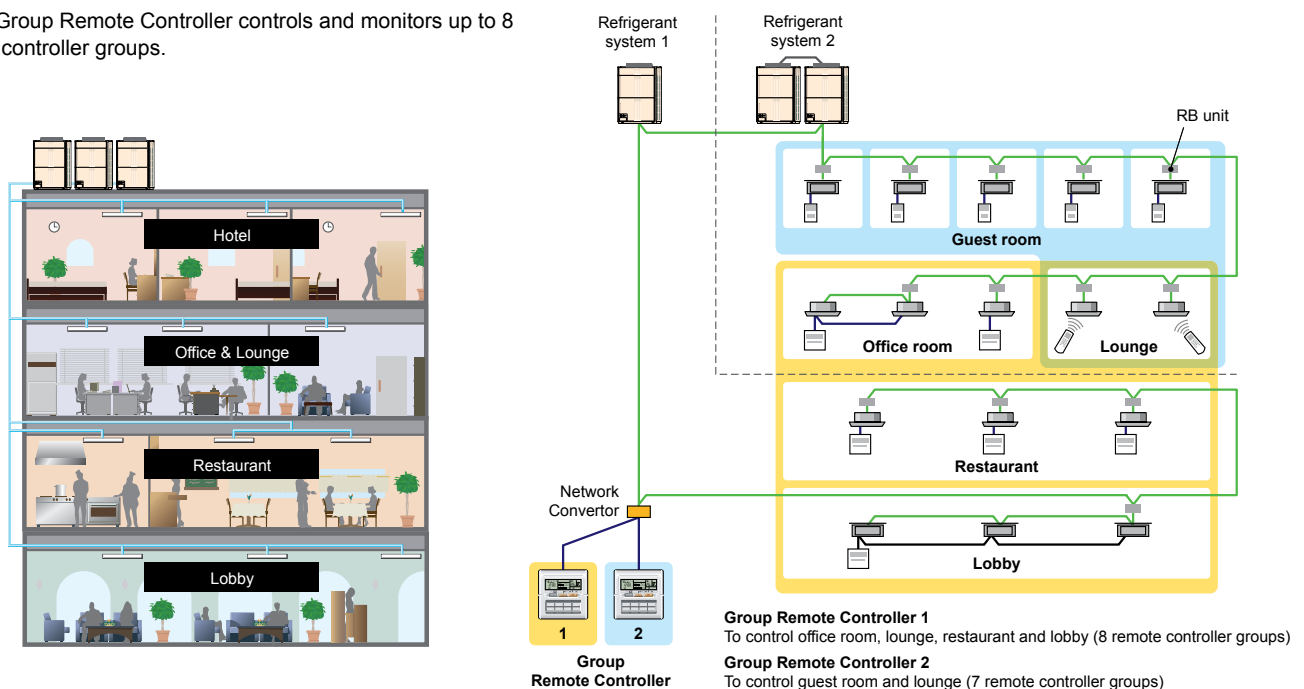 Group Remote Controller controls and monitors up to 8
controller groups.
Hotel
Office & Lounge
Restaurant
Lobby
Refrigerant
system 1
Refrigerant
system 2
RB unit
Guest room
Office room
Lounge
Restaurant
Lobby
Network
Convertor
1
2
Group
Remote Controller
Group Remote Controller 1
To control office room, lounge, restaurant and lobby (8 remote controller groups)
Group Remote Controller 2
To control guest room and lounge (7 remote controller groups)